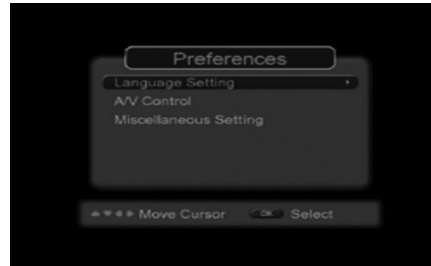 Preferences
Language Setting
A/V Control
Miscellaneous Setting
Move Cursor OK Select